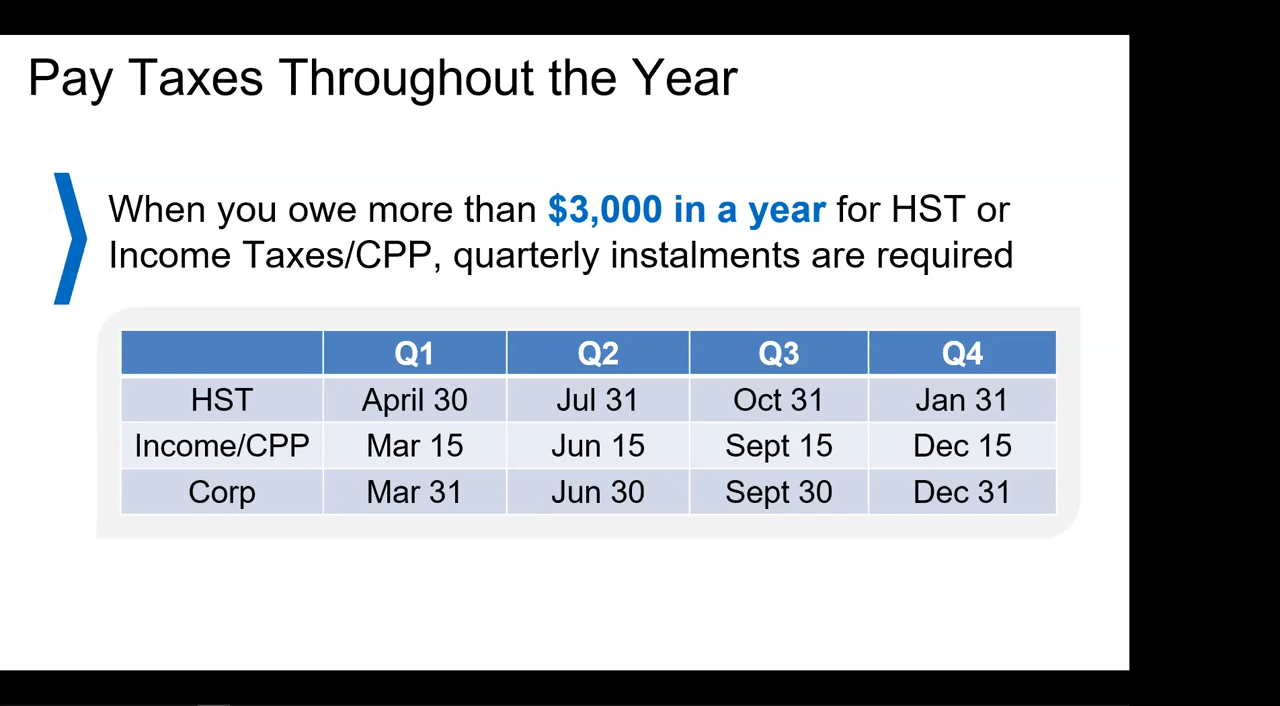 Pay Taxes Throughout the Year
When you owe more than $3,000 in a year for HST or
Income Taxes/CPP, quarterly instalments are required
Q1 Q2 Q3 Q4
HST April 30 Jul 31 Oct 31 Jan 31
Income/CPP Mar 15 Jun 15 Sept 15 Dec 15
Corp Mar 31 Jun 30 Sept 30 Dec 31